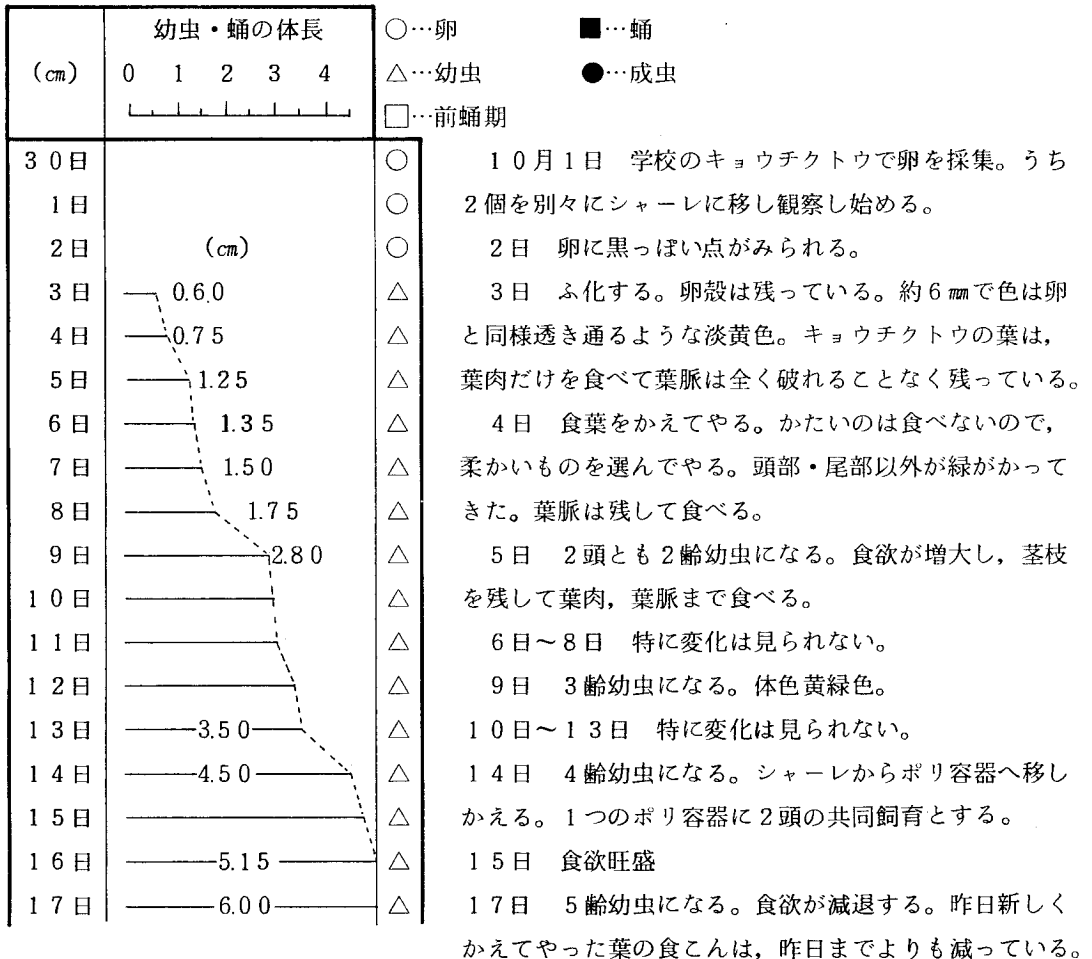 幼虫・蛹の体長
(cm) 0 1 2 3 4
○…卵 ■…蛹
△…幼虫 ●…成虫
□…前蛹期
30日 ○
1日 ○
2日 (cm) ○
3日 0.60 △
4日 0.75 △
5日 1.25 △
6日 1.35 △
7日 1.50 △
8日 1.75 △
9日 2.80 △
10日 △
11日 △
12日 △
13日 3.50 △
14日 4.50 △
15日 △
16日 5.15 △
17日 6.00 △
10月1日 学校のキョウチクトウで卵を採集。うち
2個を別々にシャーレに移し観察し始める。
2日 卵に黒っぽい点がみられる。
3日 ふ化する。卵殻は残っている。約6㎜で色は卵
と同様透き通るような淡黄色。キョウチクトウの葉は,
葉肉だけを食べて葉脈は全く破れることなく残っている。
4日 食葉をかえてやる。かたいのは食べないので,
柔かいものを選んでやる。頭部・尾部以外が緑がかって
きた。葉脈は残して食べる。
5日 2頭とも2齢幼虫になる。食欲が増大し,茎枝
を残して葉肉,葉脈まで食べる。
6日~8日 特に変化は見られない。
9日 3齢幼虫になる。体色黄緑色。
10日~13日 特に変化は見られない。
14日 4齢幼虫になる。シャーレからポリ容器へ移し
かえる。1つのポリ容器に2頭の共同飼育とする。
15日 食欲旺盛
17日 5齢幼虫になる。食欲が減退する。昨日新しく
かえてやった葉の食こんは,昨日までよりも減っている。